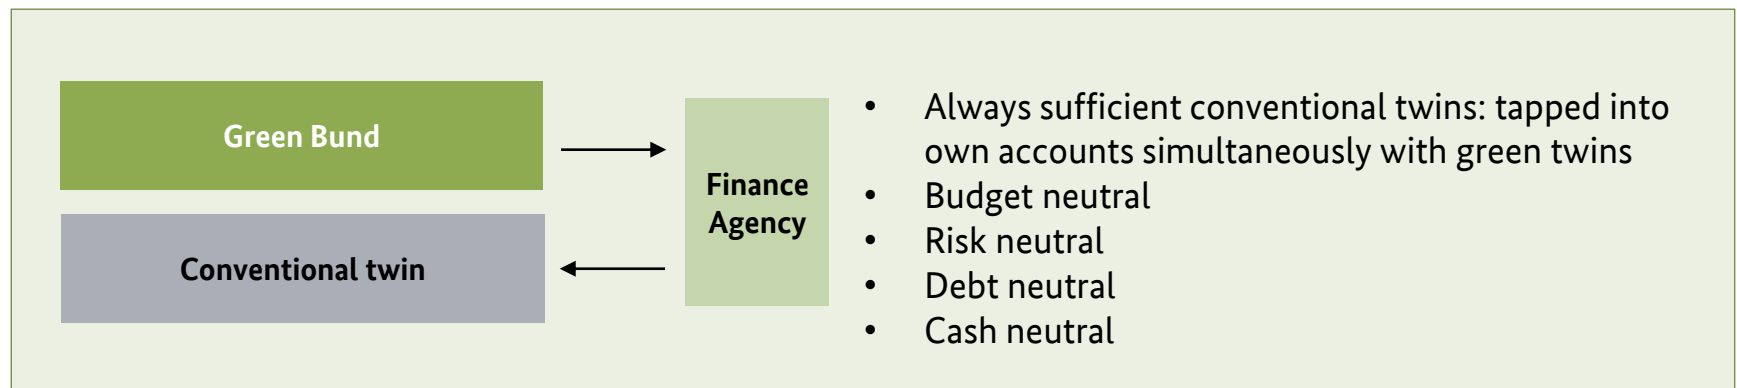 Green Bund
Conventional twin
Finance
Agency
• Always sufficient conventional twins: tapped into
own accounts simultaneously with green twins
• Budget neutral
• Risk neutral
• Debt neutral
• Cash neutral